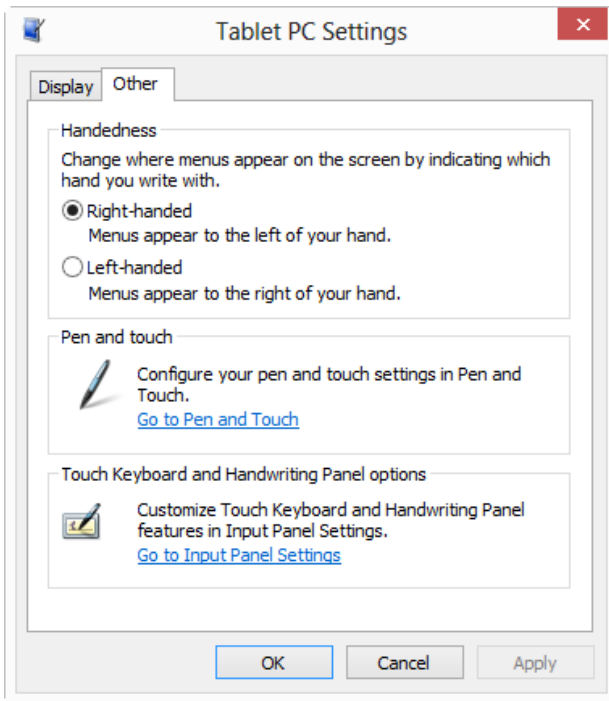 Tablet PC Settings
Display
Other
Handedness
Change where menus appear on the screen by indicating which
hand you write with.
Right-handed
Menus appear to the left of your hand.
Left-handed
Menus appear to the right of your hand.
Pen and touch
Configure your pen and touch settings in Pen and
Touch.
Go to Pen and Touch
Touch Keyboard and Handwriting Panel options
Customize Touch Keyboard and Handwriting Panel
features in Input Panel Settings.
Go to Input Panel Settings
OK
Cancel
Apply